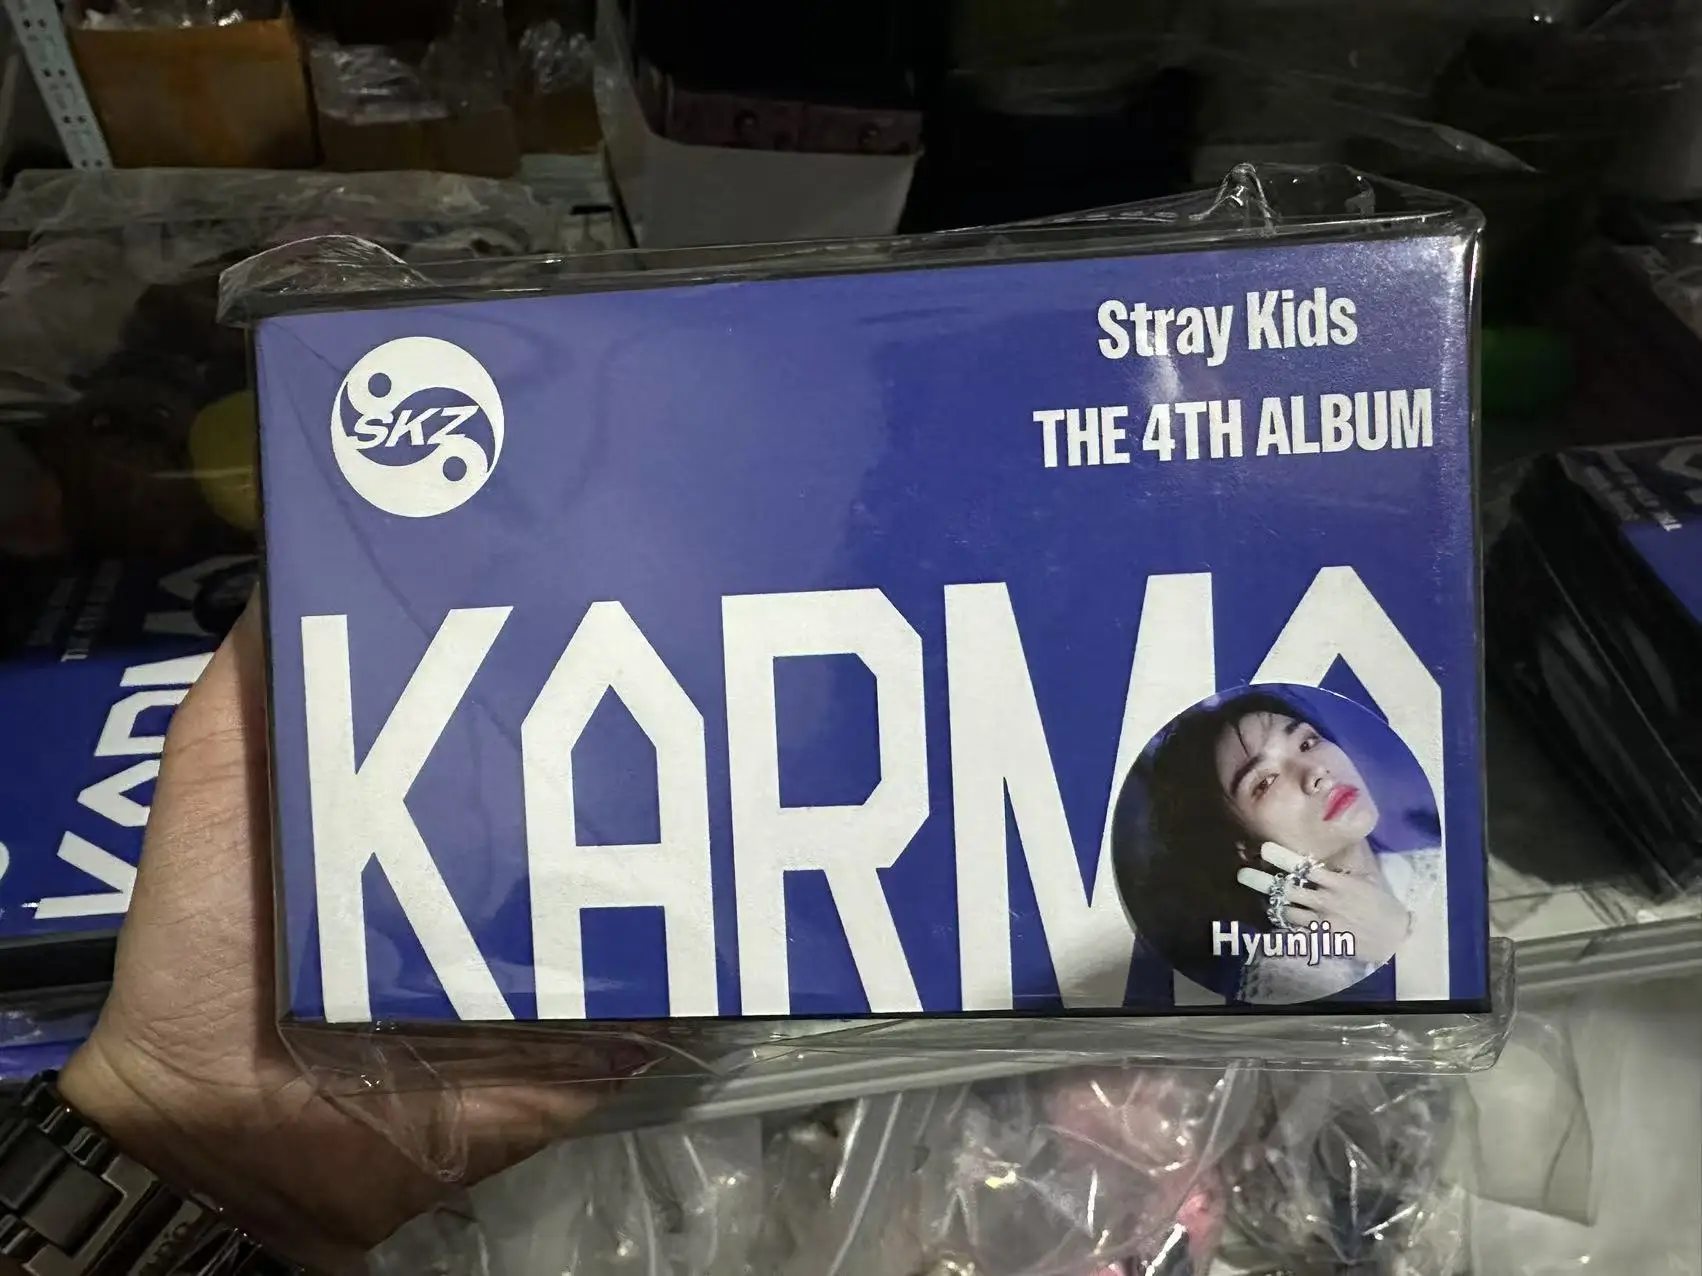 SKZ
Stray Kids
THE 4TH ALBUM
KARMA
Hyunjin